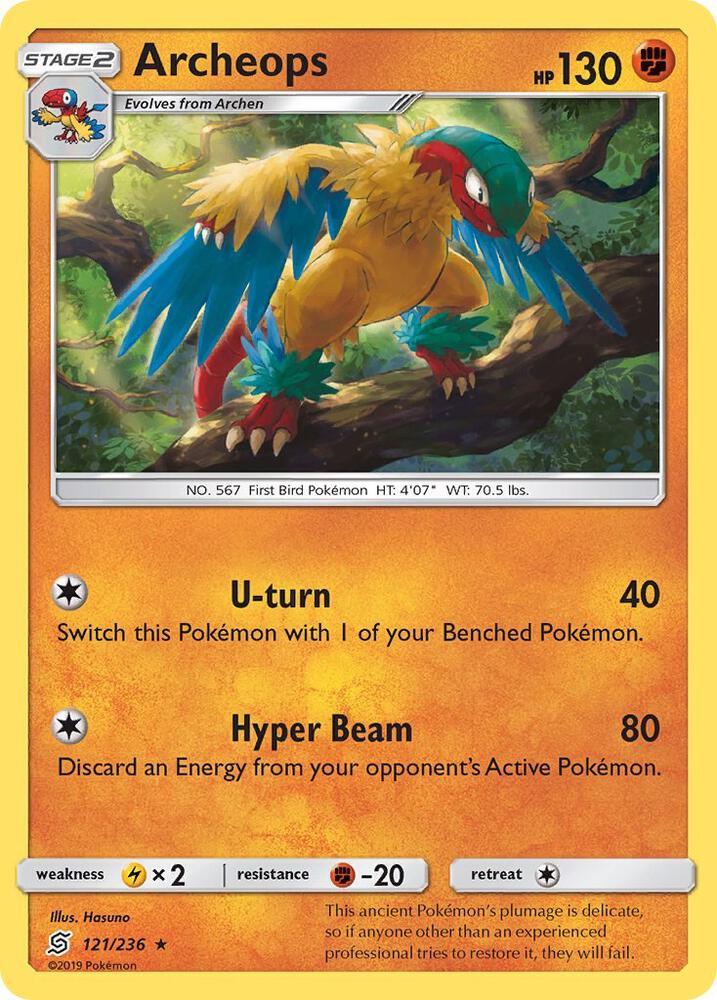 STAGE2
Archeops
HP 130
Evolves from Archen
NO. 567 First Bird Pokémon HT: 4'07" WT: 70.5 lbs.
U-turn 40
Switch this Pokémon with 1 of your Benched Pokémon.
Hyper Beam 80
Discard an Energy from your opponent's Active Pokémon.
weakness ×2 resistance -20 retreat
Illus. Hasuno
121/236 ★
©2019 Pokémon
This ancient Pokémon's plumage is delicate,
so if anyone other than an experienced
professional tries to restore it, they will fail.